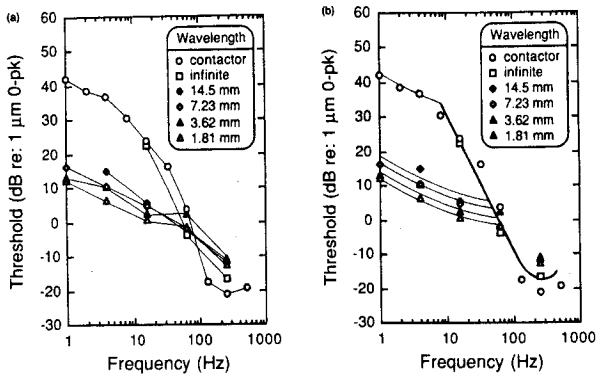 (a)
60
50
40
30
20
10
0
-10
-20
-30
Threshold (dB re: 1 μm 0-pk)
1
10
100
1000
Frequency (Hz)
Wavelength
contactor
infinite
14.5 mm
7.23 mm
3.62 mm
1.81 mm
(b)
60
50
40
30
20
10
0
-10
-20
-30
Threshold (dB re: 1 μm 0-pk)
1
10
100
1000
Frequency (Hz)
Wavelength
contactor
infinite
14.5 mm
7.23 mm
3.62 mm
1.81 mm